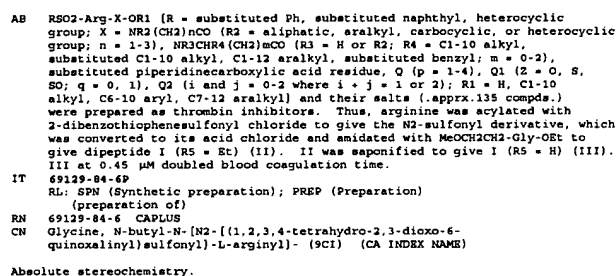 AB RSO2-Arg-X-OR1 [R = substituted Ph, substituted naphthyl, heterocyclic
group; X = NR2(CH2)nCO (R2 = aliphatic, aralkyl, carbocyclic, or heterocyclic
group; n = 1-3), NR3CHR4(CH2)mCO (R3 = H or R2; R4 = C1-10 alkyl,
substituted C1-10 alkyl, C1-12 aralkyl, substituted benzyl; m = 0-2),
substituted piperidinecarboxylic acid residue, Q (p = 1-4), Q1 (Z = O, S,
SO; q = 0, 1), Q2 (i and j = 0-2 where i + j = 1 or 2); R1 = H, C1-10
alkyl, C6-10 aryl, C7-12 aralkyl] and their salts (.apprx.135 compds.)
were prepared as thrombin inhibitors. Thus, arginine was acylated with
2-dibenzothiophenesulfonyl chloride to give the N2-sulfonyl derivative, which
was converted to its acid chloride and amidated with MeOCH2CH2-Gly-OEt to
give dipeptide I (R5 = Et) (II). II was saponified to give I (R5 = H) (III).
III at 0.45 μM doubled blood coagulation time.
IT 69129-84-6P
RL: SPN (Synthetic preparation); PREP (Preparation)
(preparation of)
RN 69129-84-6 CAPLUS
CN Glycine, N-butyl-N-[N2-[(1,2,3,4-tetrahydro-2,3-dioxo-6-
quinoxalinyl)sulfonyl]-L-arginyl]- (9CI) (CA INDEX NAME)
Absolute stereochemistry.